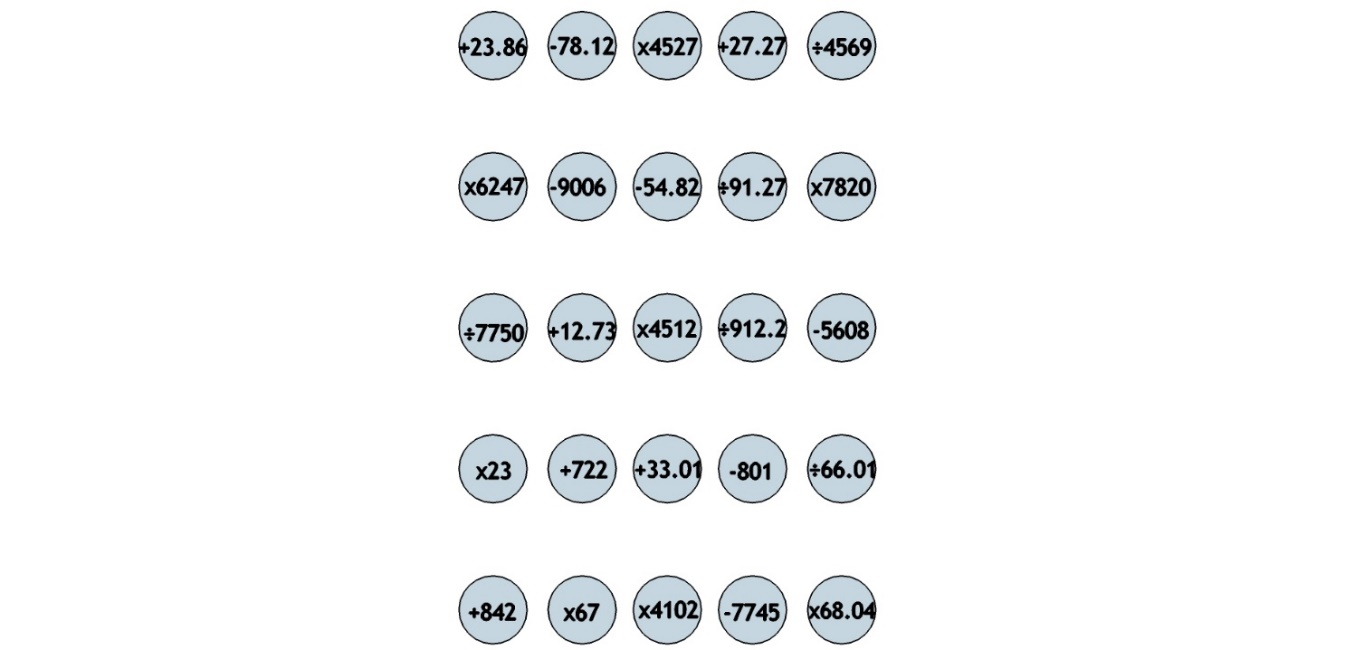 +23.86 -78.12 x4527 +27.27 ÷4569
x6247 -9006 -54.82 ÷91.27 x7820
÷7750 +12.73 x4512 ÷912.2 -5608
x23 +722 +33.01 -801 ÷66.01
+842 x67 x4102 -7745 x68.04